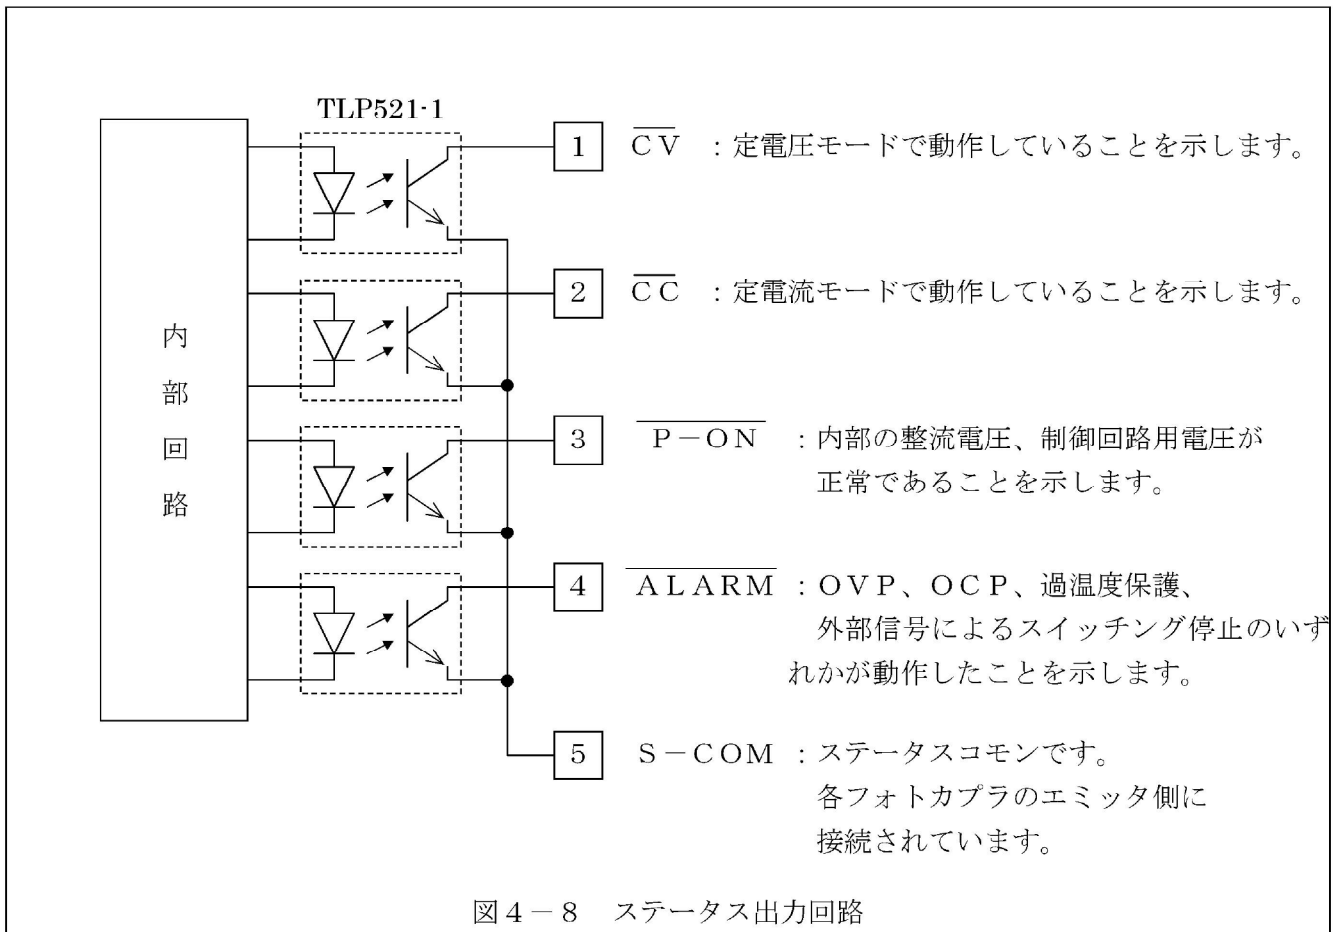 TLP521-1
内
部
回
路
1 C̅V̅ :定電圧モードで動作していることを示します。
2 C̅C̅ :定電流モードで動作していることを示します。
3 P̅-̅O̅N̅ :内部の整流電圧、制御回路用電圧が
正常であることを示します。
4 A̅L̅A̅R̅M̅ :OVP、OCP、過温度保護、
外部信号によるスイッチング停止のいず
れかが動作したことを示します。
5 S-COM :ステータスコモンです。
各フォトカプラのエミッタ側に
接続されています。
図4-8 ステータス出力回路